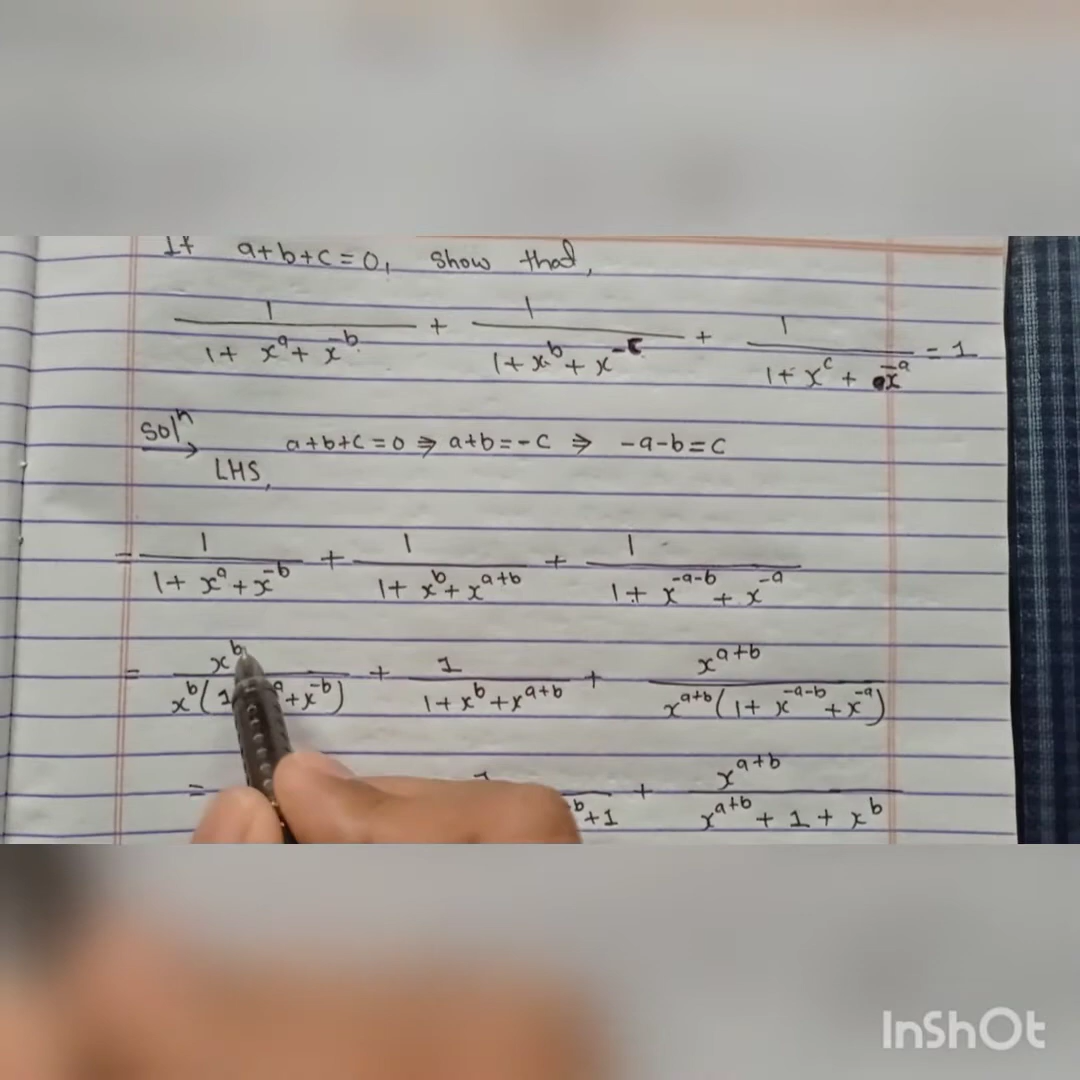 If a+b+c=0, show that,
1/(1+x^a+x^-b) + 1/(1+x^b+x^-c) + 1/(1+x^c+x^-a) = 1
Sol^n
a+b+c=0 ⇒ a+b=-c ⇒ -a-b=c
LHS,
= 1/(1+x^a+x^-b) + 1/(1+x^b+x^(a+b)) + 1/(1+x^(-a-b)+x^-a)
= x^b/(x^b(1 ^a+x^-b)) + 1/(1+x^b+x^(a+b)) + x^(a+b)/(x^(a+b)(1+x^(-a-b)+x^-a))
= ^b+1 + x^(a+b)/(x^(a+b)+1+x^b)
InShOt